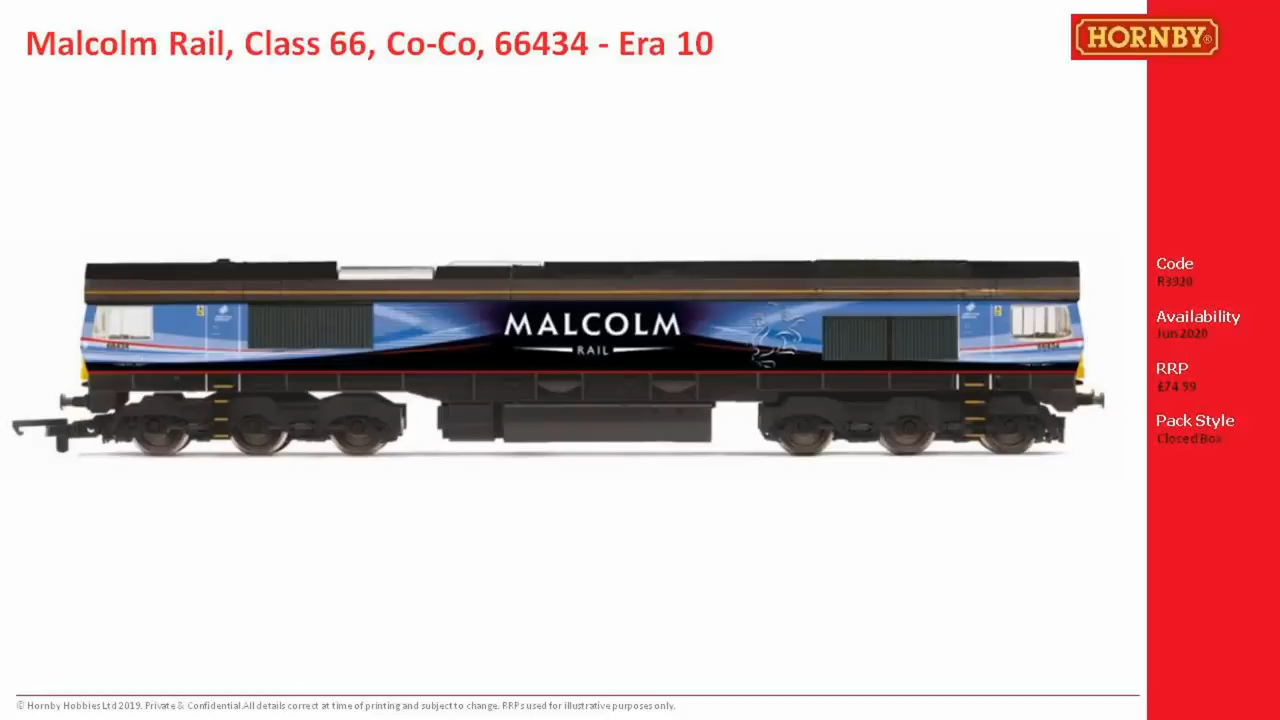 Malcolm Rail, Class 66, Co-Co, 66434 - Era 10
HORNBY®
Code
R3920
Availability
Jun 2020
RRP
£74.99
Pack Style
Closed Box
MALCOLM
RAIL
© Hornby Hobbies Ltd 2019. Private & Confidential.All details correct at time of printing and subject to change. RRPs used for illustrative purposes only.